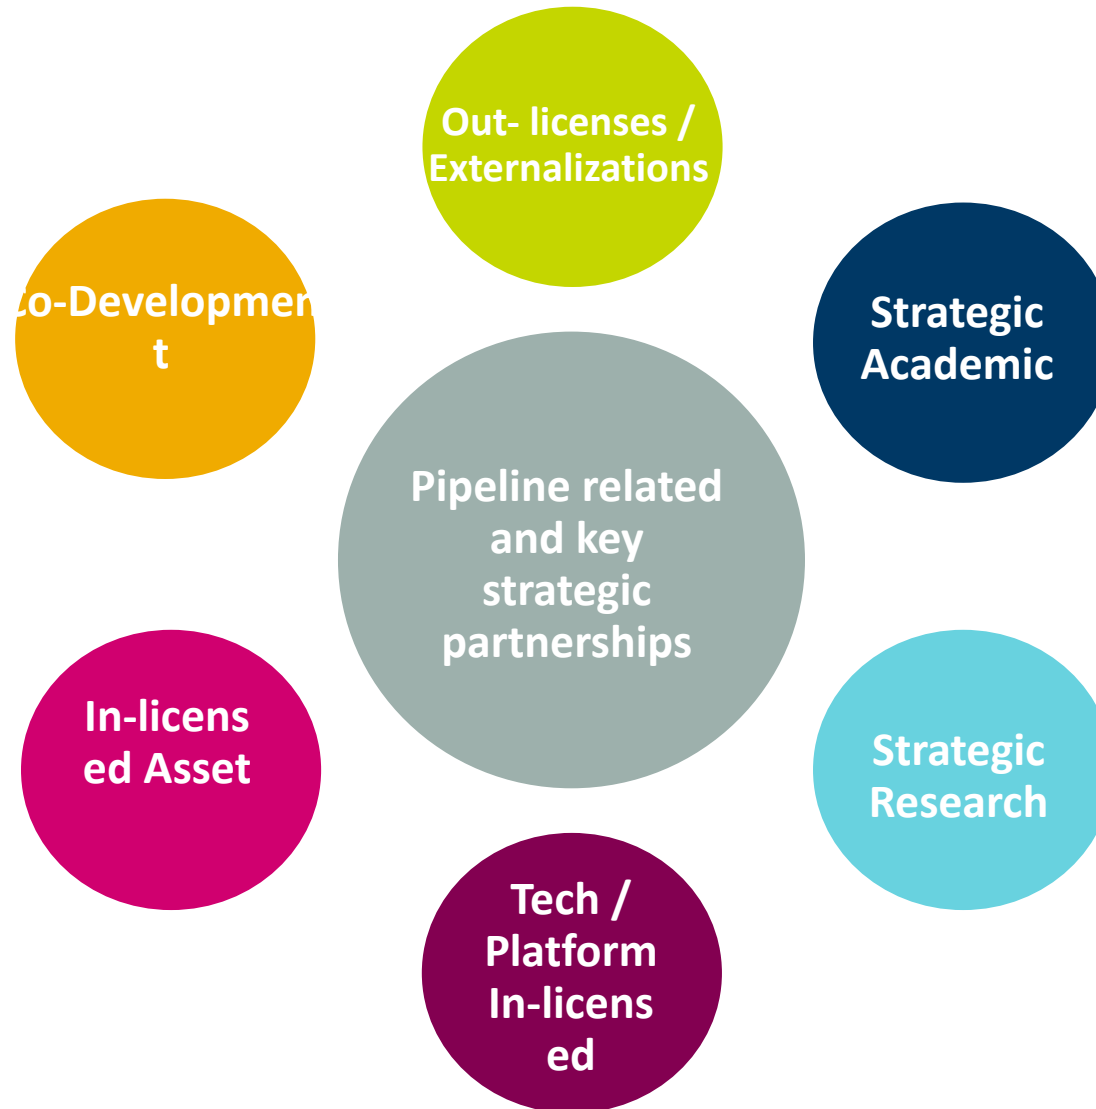 Out- licenses /
Externalizations
Co-Developmen
t
Strategic
Academic
Pipeline related
and key
strategic
partnerships
In-licens
ed Asset
Strategic
Research
Tech /
Platform
In-licens
ed